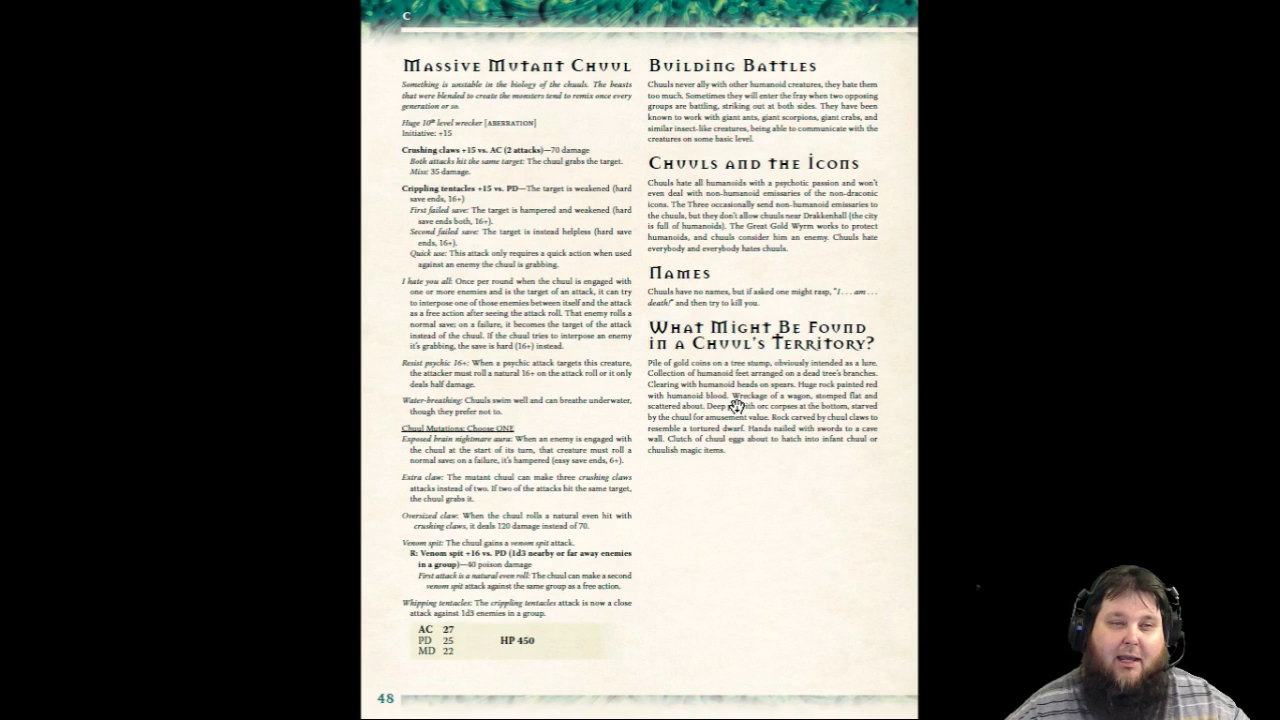 C
Massive Mutant Chuul
Something is unstable in the biology of the chuuls. The beasts
that were blended to create the monsters tend to remix once every
generation or so.
Huge 10th level wrecker [ABERRATION]
Initiative: +15
Crushing claws +15 vs. AC (2 attacks)—70 damage
Both attacks hit the same target: The chuul grabs the target.
Miss: 35 damage.
Crippling tentacles +15 vs. PD—The target is weakened (hard
save ends, 16+)
First failed save: The target is hampered and weakened (hard
save ends both, 16+).
Second failed save: The target is instead helpless (hard save
ends, 16+).
Quick use: This attack only requires a quick action when used
against an enemy the chuul is grabbing.
I hate you all: Once per round when the chuul is engaged with
one or more enemies and is the target of an attack, it can try
to interpose one of those enemies between itself and the attack
as a free action after seeing the attack roll. That enemy rolls a
normal save; on a failure, it becomes the target of the attack
instead of the chuul. If the chuul tries to interpose an enemy
it's grabbing, the save is hard (16+) instead.
Resist psychic 16+: When a psychic attack targets this creature,
the attacker must roll a natural 16+ on the attack roll or it only
deals half damage.
Water-breathing: Chuuls swim well and can breathe underwater,
though they prefer not to.
Chuul Mutations: Choose ONE
Exposed brain nightmare aura: When an enemy is engaged with
the chuul at the start of its turn, that creature must roll a
normal save; on a failure, it's hampered (easy save ends, 6+).
Extra claw: The mutant chuul can make three crushing claws
attacks instead of two. If two of the attacks hit the same target,
the chuul grabs it.
Oversized claw: When the chuul rolls a natural even hit with
crushing claws, it deals 120 damage instead of 70.
Venom spit: The chuul gains a venom spit attack.
R: Venom spit +16 vs. PD (1d3 nearby or far away enemies
in a group)—40 poison damage
First attack is a natural even roll: The chuul can make a second
venom spit attack against the same group as a free action.
Whipping tentacles: The crippling tentacles attack is now a close
attack against 1d3 enemies in a group.
AC 27
PD 25 HP 450
MD 22
48
Building Battles
Chuuls never ally with other humanoid creatures, they hate them
too much. Sometimes they will enter the fray when two opposing
groups are battling, striking out at both sides. They have been
known to work with giant ants, giant scorpions, giant crabs, and
similar insect-like creatures, being able to communicate with the
creatures on some basic level.
Chuuls and the Icons
Chuuls hate all humanoids with a psychotic passion and won't
even deal with non-humanoid emissaries of the non-draconic
icons. The Three occasionally send non-humanoid emissaries to
the chuuls, but they don't allow chuuls near Drakkenhall (the city
is full of humanoids). The Great Gold Wyrm works to protect
humanoids, and chuuls consider him an enemy. Chuuls hate
everybody and everybody hates chuuls.
Names
Chuuls have no names, but if asked one might rasp, "I . . . am . . .
death!" and then try to kill you.
What Might Be Found
in a Chuul's Territory?
Pile of gold coins on a tree stump, obviously intended as a lure.
Collection of humanoid feet arranged on a dead tree's branches.
Clearing with humanoid heads on spears. Huge rock painted red
with humanoid blood. Wreckage of a wagon, stomped flat and
scattered about. Deep with orc corpses at the bottom, starved
by the chuul for amusement value. Rock carved by chuul claws to
resemble a tortured dwarf. Hands nailed with swords to a cave
wall. Clutch of chuul eggs about to hatch into infant chuul or
chuulish magic items.